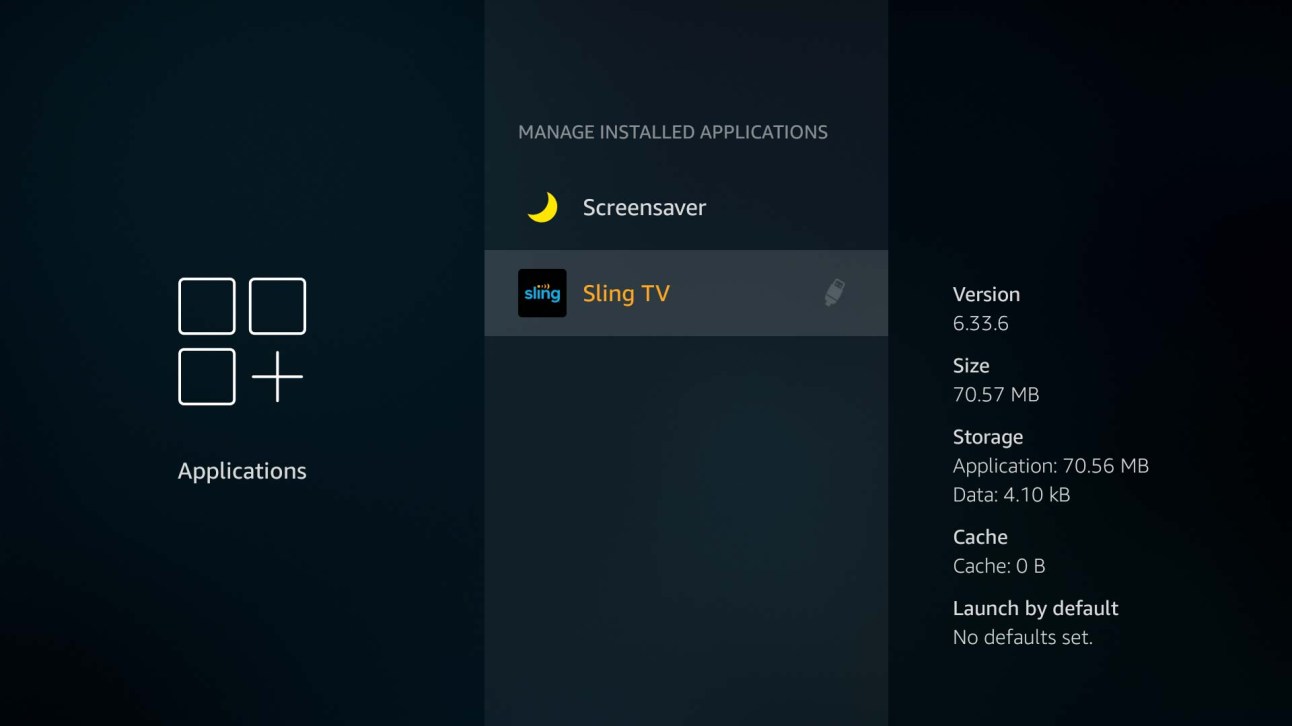 MANAGE INSTALLED APPLICATIONS
Screensaver
sling
Sling TV
Applications
Version
6.33.6
Size
70.57 MB
Storage
Application: 70.56 MB
Data: 4.10 kB
Cache
Cache: 0 B
Launch by default
No defaults set.